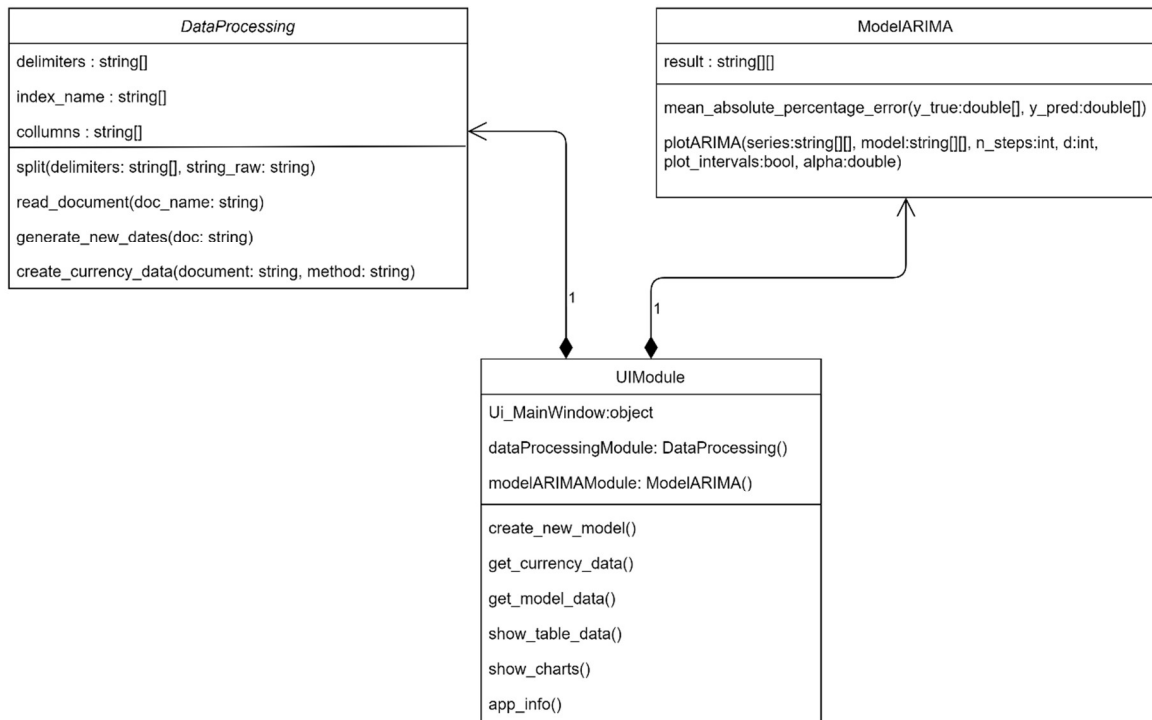 DataProcessing
delimiters : string[]
index_name : string[]
collumns : string[]
split(delimiters: string[], string_raw: string)
read_document(doc_name: string)
generate_new_dates(doc: string)
create_currency_data(document: string, method: string)
ModelARIMA
result : string[][]
mean_absolute_percentage_error(y_true:double[], y_pred:double[])
plotARIMA(series:string[][], model:string[][], n_steps:int, d:int,
plot_intervals:bool, alpha:double)
1
1
UIModule
Ui_MainWindow:object
dataProcessingModule: DataProcessing()
modelARIMAModule: ModelARIMA()
create_new_model()
get_currency_data()
get_model_data()
show_table_data()
show_charts()
app_info()